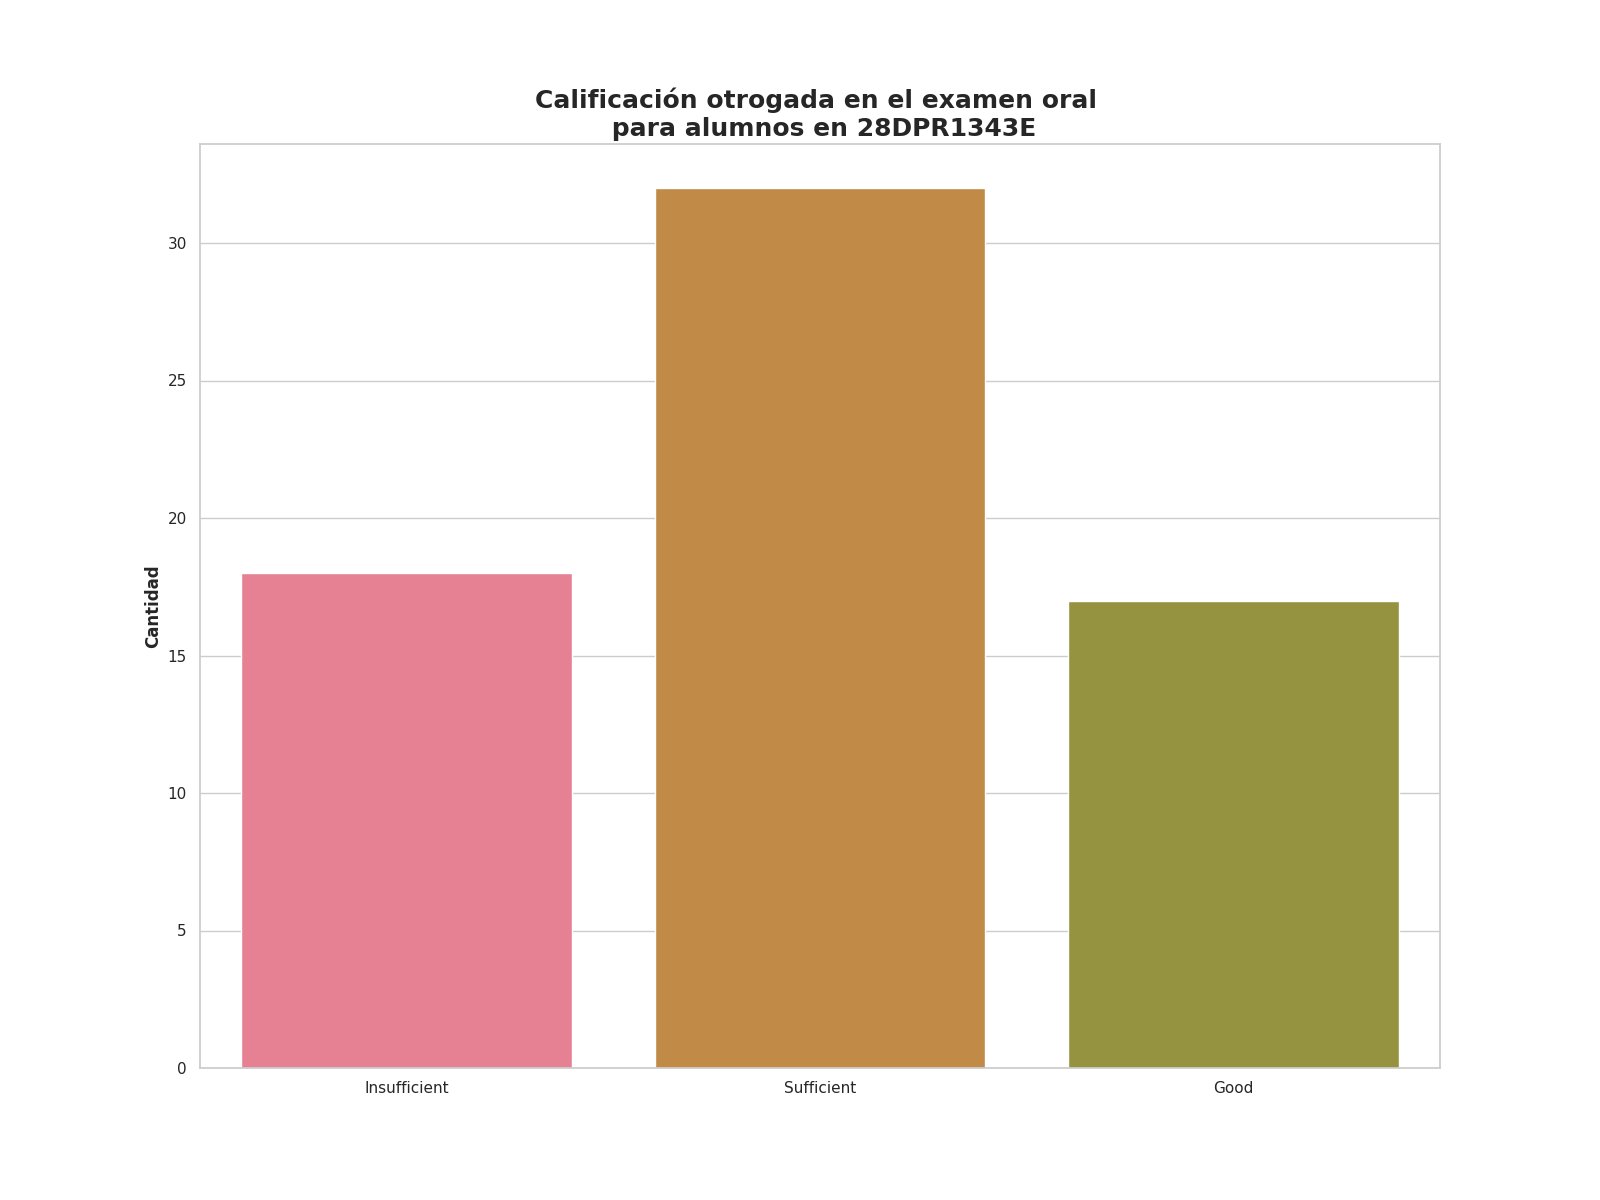 Calificación otrogada en el examen oral
para alumnos en 28DPR1343E
30
25
20
15
10
5
0
Cantidad
Insufficient
Sufficient
Good